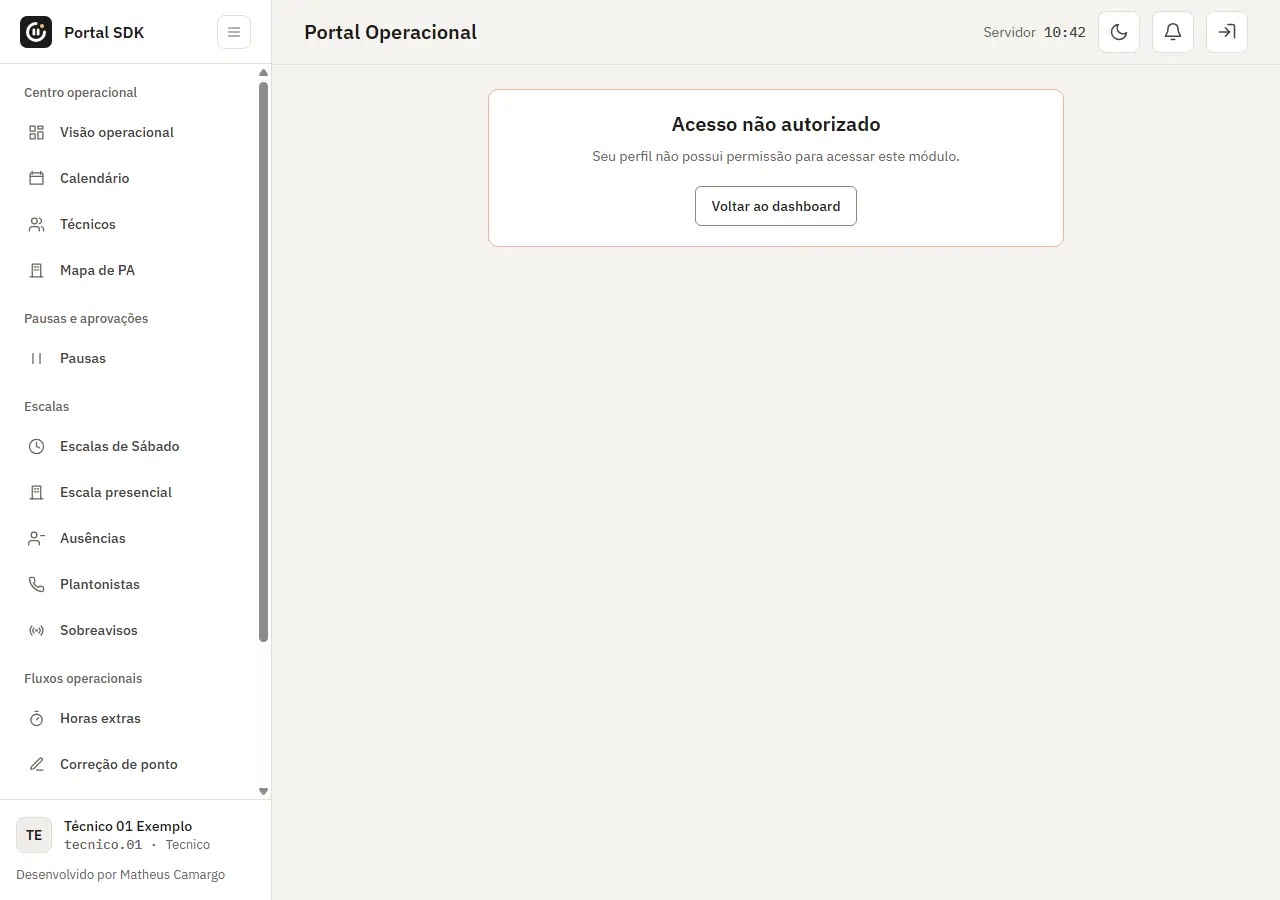 Portal SDK
Portal Operacional
Servidor 10:42
Centro operacional
Visão operacional
Calendário
Técnicos
Mapa de PA
Pausas e aprovações
Pausas
Escalas
Escalas de Sábado
Escala presencial
Ausências
Plantonistas
Sobreavisos
Fluxos operacionais
Horas extras
Correção de ponto
TE
Técnico 01 Exemplo
tecnico.01 · Tecnico
Desenvolvido por Matheus Camargo
Acesso não autorizado
Seu perfil não possui permissão para acessar este módulo.
Voltar ao dashboard